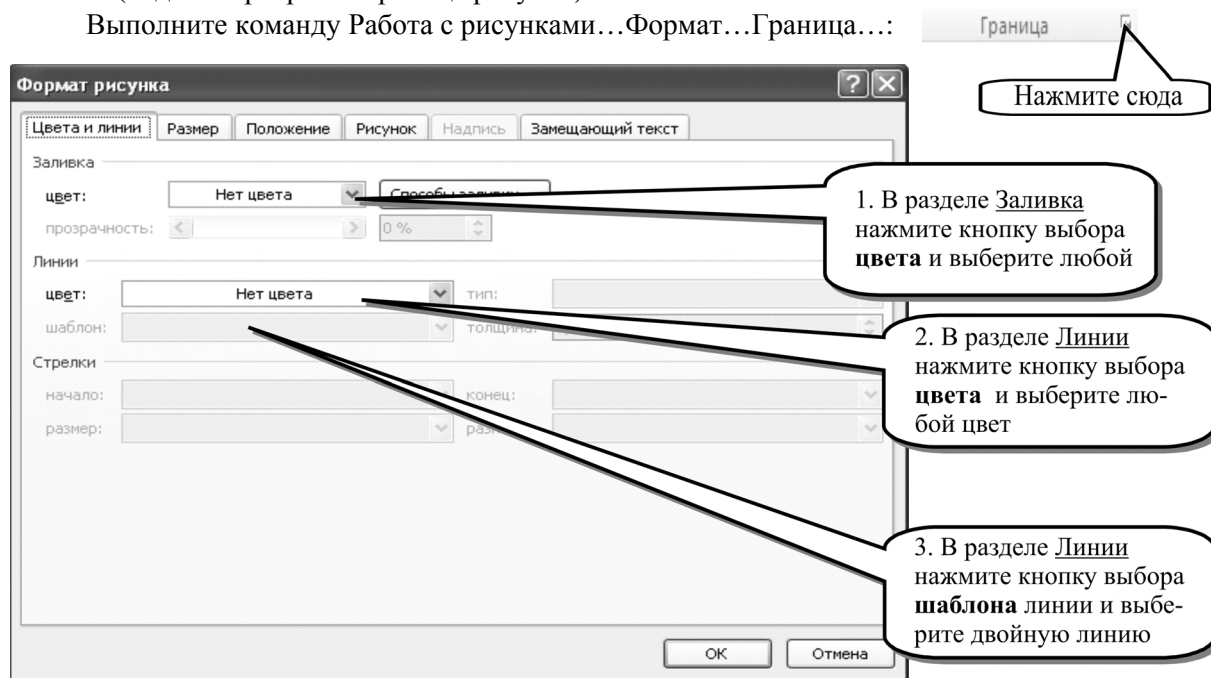 Выполните команду Работа с рисунками…Формат…Граница…:
Граница
Нажмите сюда
Формат рисунка
Цвета и линии Размер Положение Рисунок Надпись Замещающий текст
Заливка
цвет: Нет цвета
прозрачность: 0 %
Линии
цвет: Нет цвета тип:
шаблон: толщина:
Стрелки
начало: конец:
размер:
ОК Отмена
1. В разделе Заливка
нажмите кнопку выбора
цвета и выберите любой
2. В разделе Линии
нажмите кнопку выбора
цвета и выберите лю-
бой цвет
3. В разделе Линии
нажмите кнопку выбора
шаблона линии и выбе-
рите двойную линию